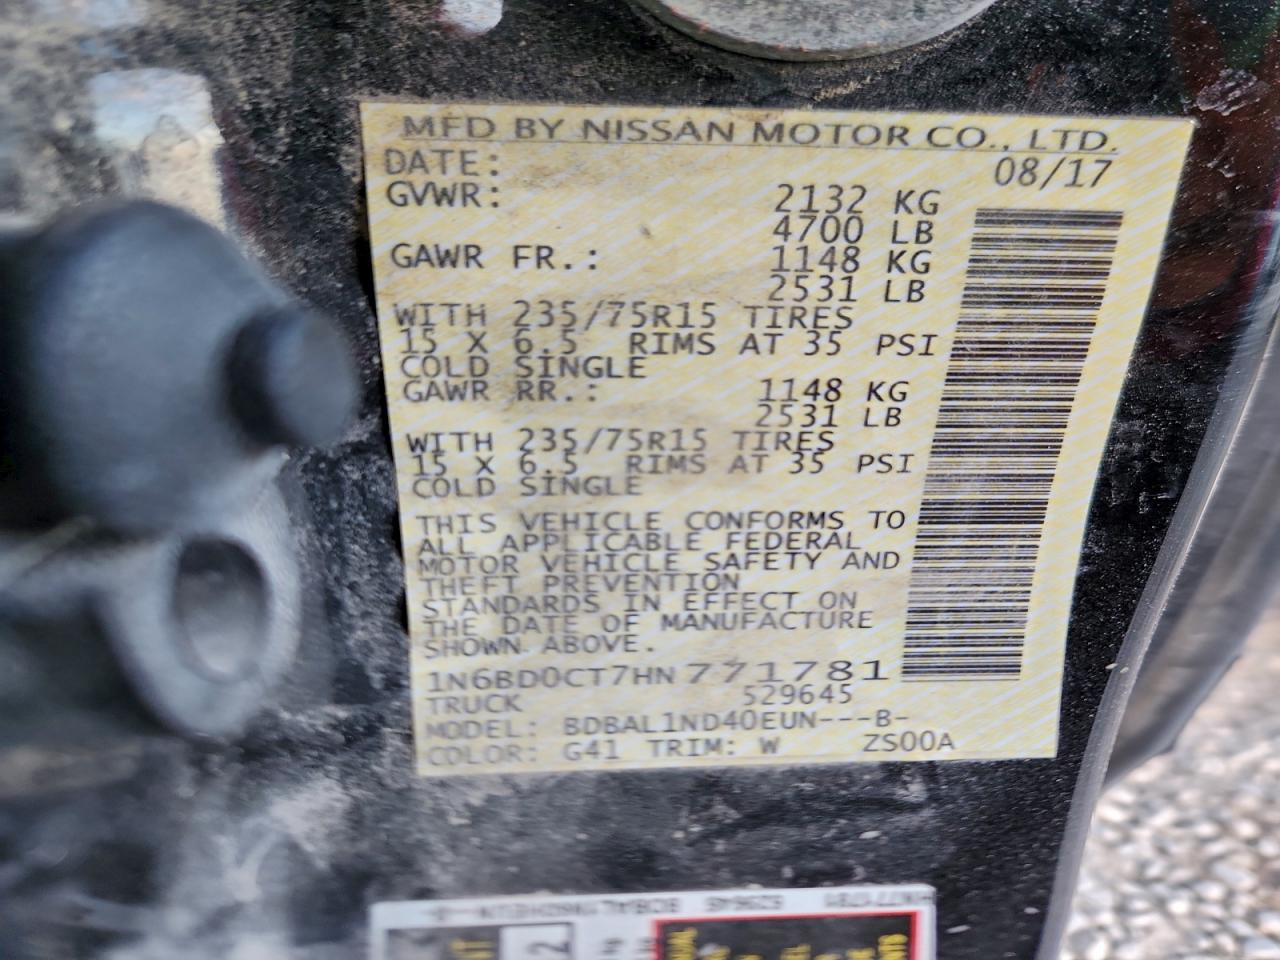 MFD BY NISSAN MOTOR CO., LTD.
DATE: 08/17
GVWR: 2132 KG
4700 LB
GAWR FR.: 1148 KG
2531 LB
WITH 235/75R15 TIRES
15 X 6.5 RIMS AT 35 PSI
COLD SINGLE
GAWR RR.: 1148 KG
2531 LB
WITH 235/75R15 TIRES
15 X 6.5 RIMS AT 35 PSI
COLD SINGLE
THIS VEHICLE CONFORMS TO
ALL APPLICABLE FEDERAL
MOTOR VEHICLE SAFETY AND
THEFT PREVENTION
STANDARDS IN EFFECT ON
THE DATE OF MANUFACTURE
SHOWN ABOVE.
1N6BD0CT7HN771781
TRUCK 529645
MODEL: BDBAL1ND40EUN---B-
COLOR: G41 TRIM: W ZS00A